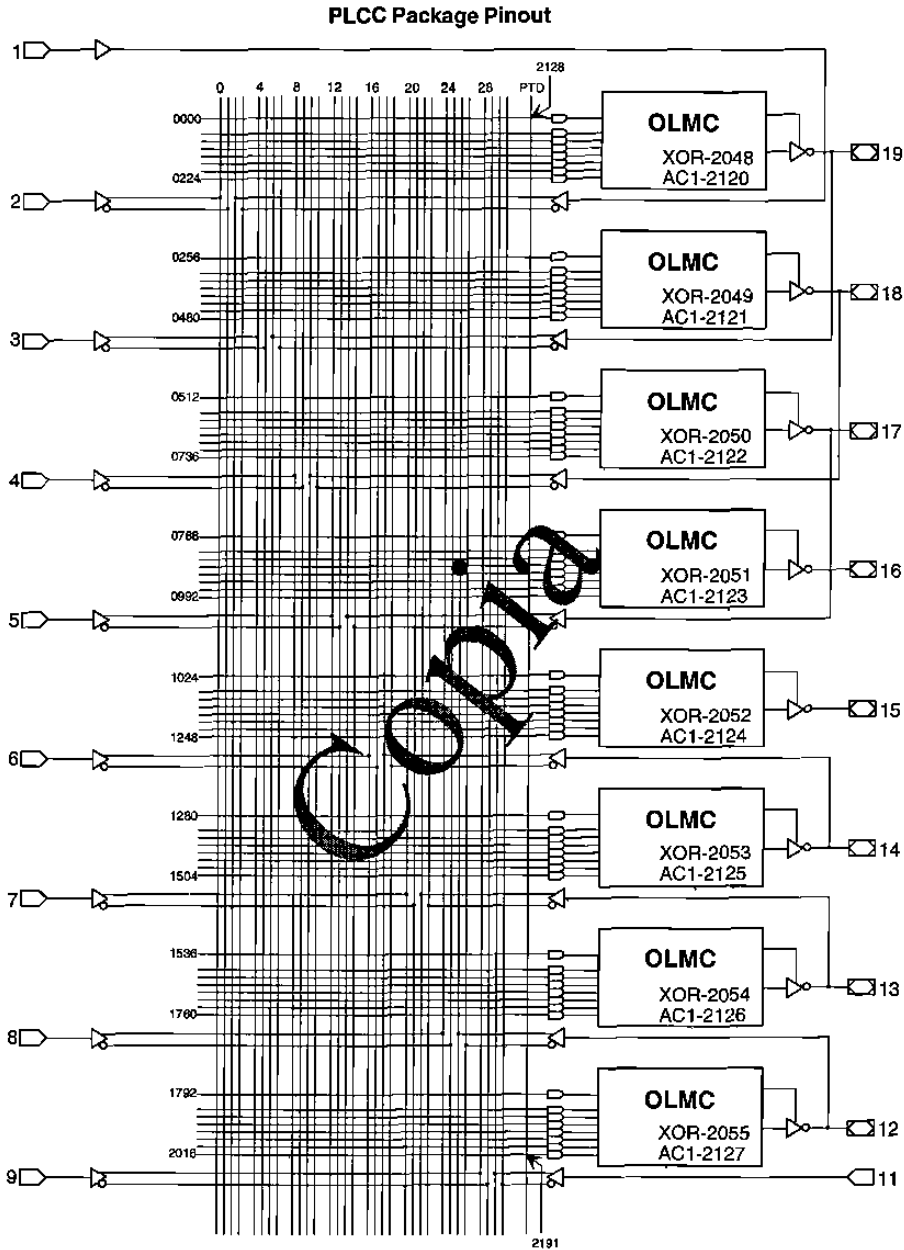 PLCC Package Pinout
1
2128
0 4 8 12 16 20 24 28 PTD
0000
OLMC
XOR-2048
AC1-2120
19
0224
2
0256
OLMC
XOR-2049
AC1-2121
18
0480
3
0512
OLMC
XOR-2050
AC1-2122
17
0736
4
0768
OLMC
XOR-2051
AC1-2123
16
0992
5
1024
OLMC
XOR-2052
AC1-2124
15
1248
6
1280
OLMC
XOR-2053
AC1-2125
14
1504
7
1536
OLMC
XOR-2054
AC1-2126
13
1760
8
1792
OLMC
XOR-2055
AC1-2127
12
2016
9
11
2191
Copia